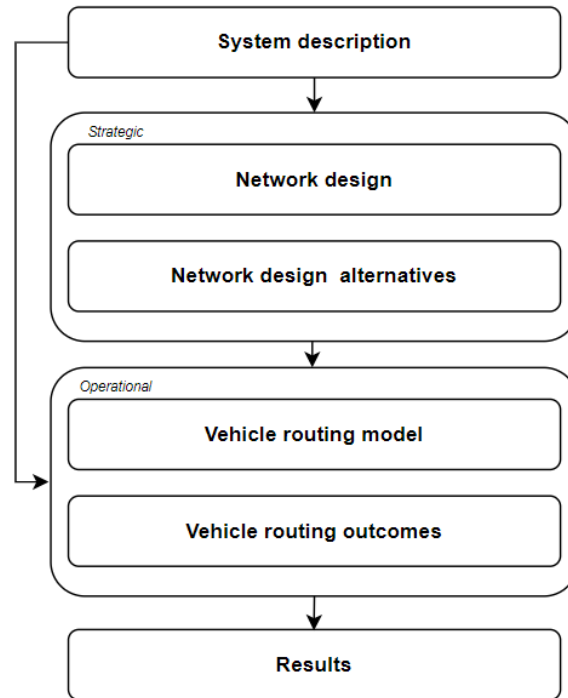 System description
Strategic
Network design
Network design alternatives
Operational
Vehicle routing model
Vehicle routing outcomes
Results